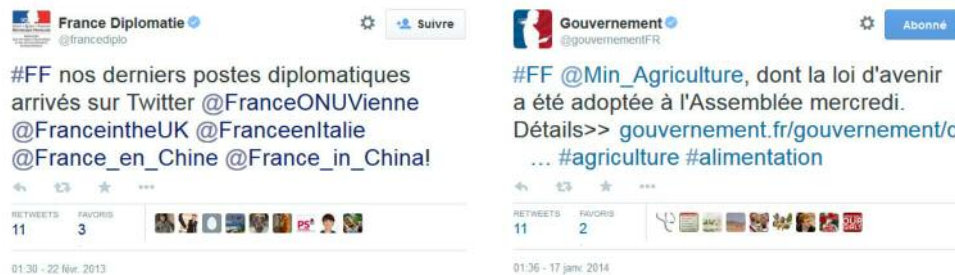 France Diplomatie
@francediplo
Suivre
#FF nos derniers postes diplomatiques
arrivés sur Twitter @FranceONUVienne
@FranceintheUK @FranceenItalie
@France_en_Chine @France_in_China!
RETWEETS FAVORIS
11 3
01:30 - 22 févr. 2013
Gouvernement
@gouvernementFR
Abonné
#FF @Min_Agriculture, dont la loi d'avenir
a été adoptée à l'Assemblée mercredi.
Détails>> gouvernement.fr/gouvernement/c
... #agriculture #alimentation
RETWEETS FAVORIS
11 2
01:36 - 17 janv. 2014